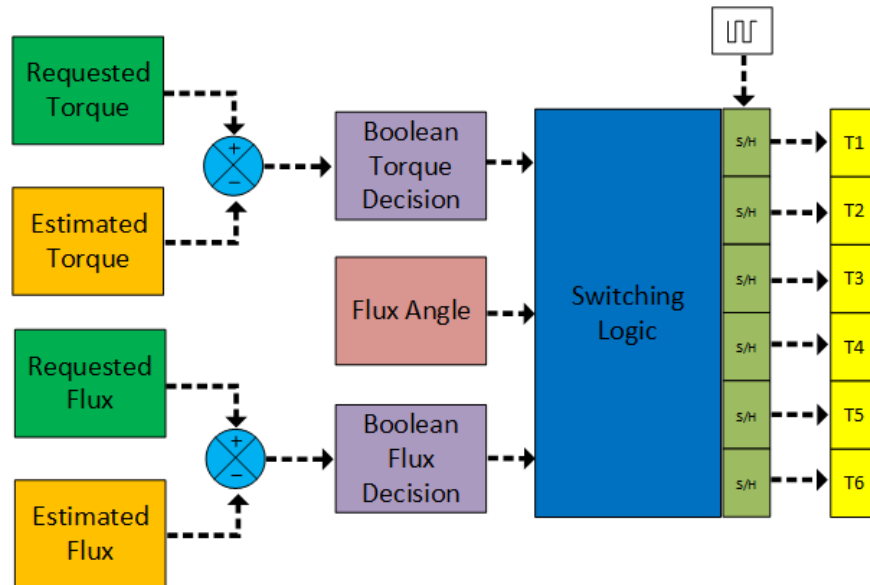 Requested
Torque
Estimated
Torque
Requested
Flux
Estimated
Flux
+
−
+
−
Boolean
Torque
Decision
Flux Angle
Boolean
Flux
Decision
Switching
Logic
S/H
S/H
S/H
S/H
S/H
S/H
T1
T2
T3
T4
T5
T6